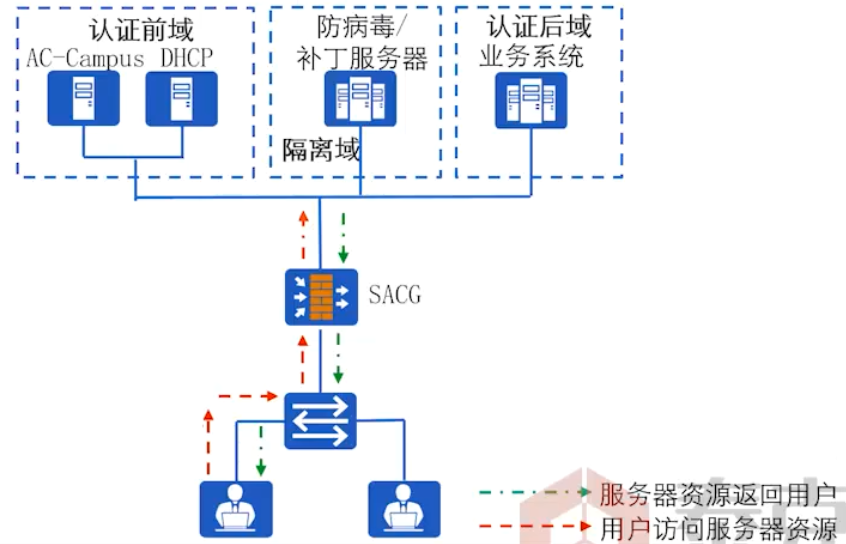 认证前域
AC-Campus DHCP
防病毒/
补丁服务器
隔离域
认证后域
业务系统
SACG
服务器资源返回用户
用户访问服务器资源